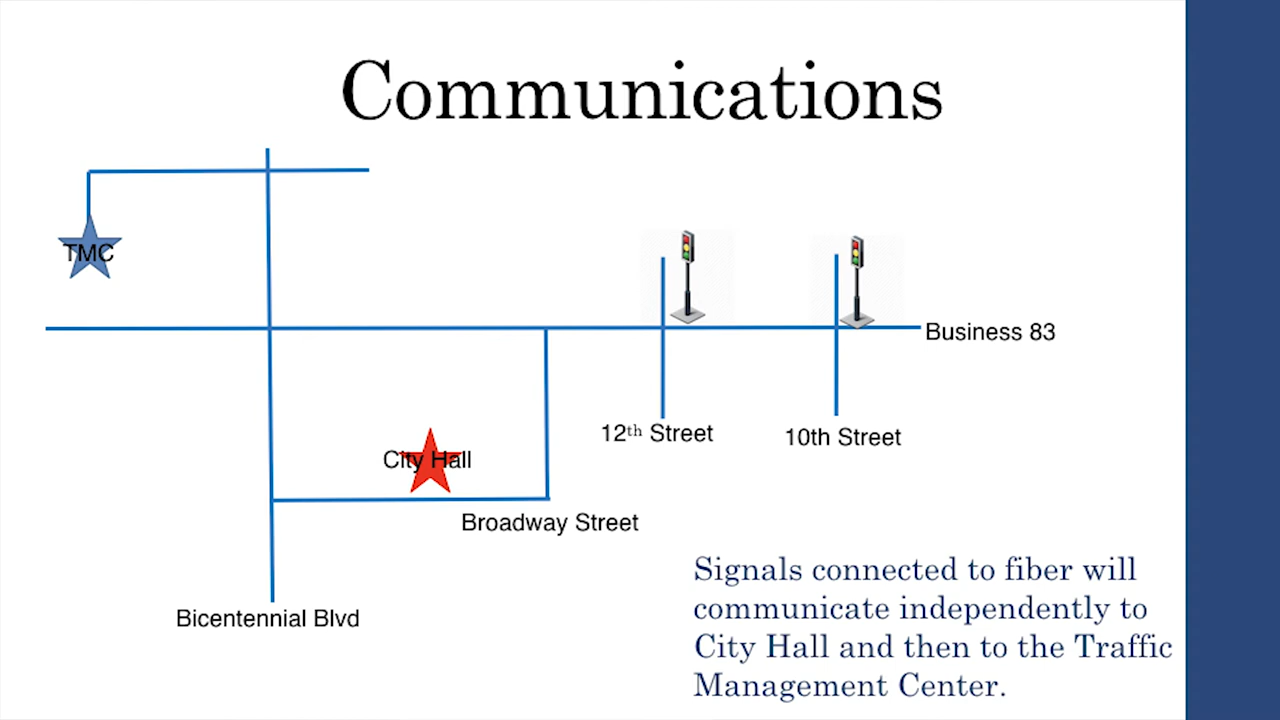 Communications
TMC
Business 83
12th Street
10th Street
City Hall
Broadway Street
Bicentennial Blvd
Signals connected to fiber will
communicate independently to
City Hall and then to the Traffic
Management Center.